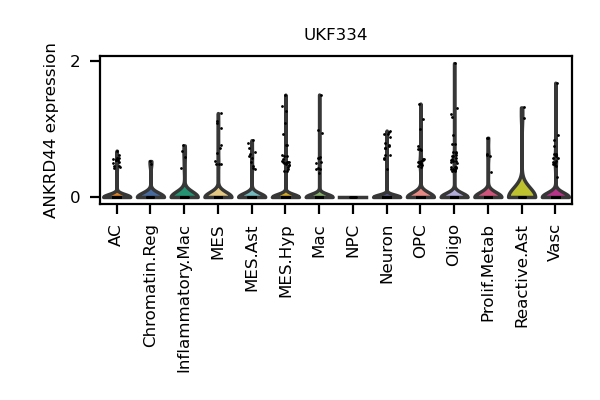 UKF334
ANKRD44 expression
2
0
AC
Chromatin.Reg
Inflammatory.Mac
MES
MES.Ast
MES.Hyp
Mac
NPC
Neuron
OPC
Oligo
Prolif.Metab
Reactive.Ast
Vasc